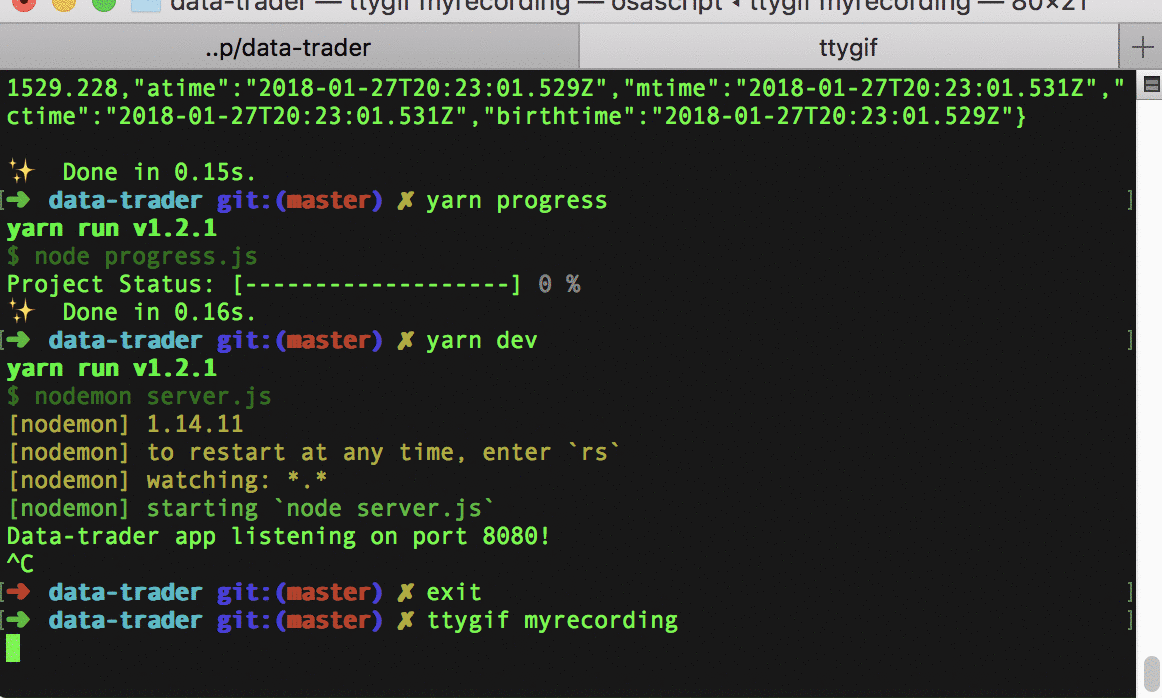 data-trader — ttygif myrecording — osascript ◂ ttygif myrecording — 80×21
..p/data-trader
ttygif
1529.228,"atime":"2018-01-27T20:23:01.529Z","mtime":"2018-01-27T20:23:01.531Z","
ctime":"2018-01-27T20:23:01.531Z","birthtime":"2018-01-27T20:23:01.529Z"}
✨  Done in 0.15s.
[➜  data-trader git:(master) ✗ yarn progress ]
yarn run v1.2.1
$ node progress.js
Project Status: [-------------------] 0 %
✨  Done in 0.16s.
[➜  data-trader git:(master) ✗ yarn dev ]
yarn run v1.2.1
$ nodemon server.js
[nodemon] 1.14.11
[nodemon] to restart at any time, enter `rs`
[nodemon] watching: *.*
[nodemon] starting `node server.js`
Data-trader app listening on port 8080!
^C
[➜  data-trader git:(master) ✗ exit ]
[➜  data-trader git:(master) ✗ ttygif myrecording ]